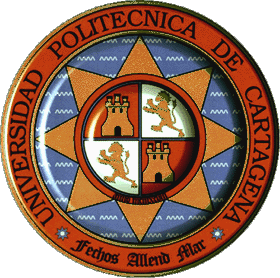 UNIVERSIDAD POLITECNICA DE CARTAGENA
Fechos Allend Mar